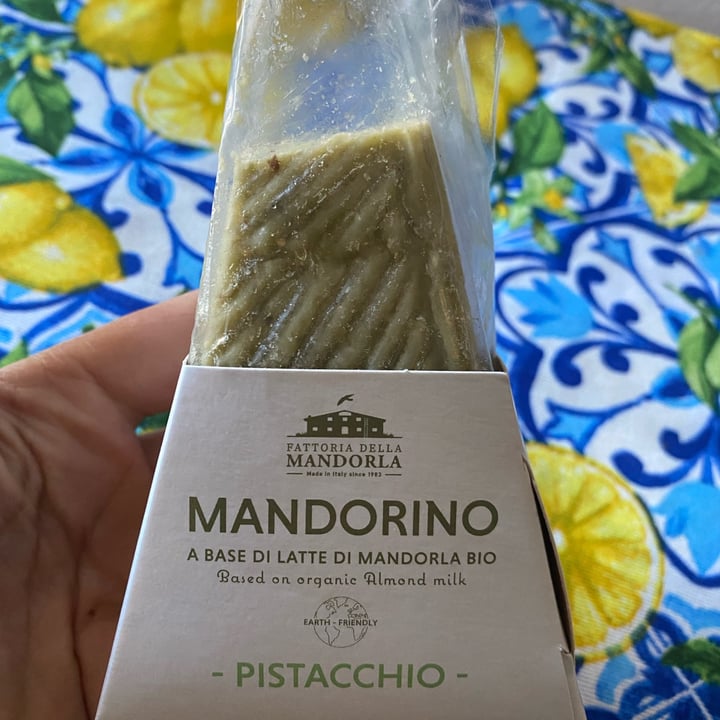 FATTORIA DELLA
MANDORLA
Made in Italy since 1982
MANDORINO
A BASE DI LATTE DI MANDORLA BIO
Based on organic Almond milk
EARTH - FRIENDLY
- PISTACCHIO -